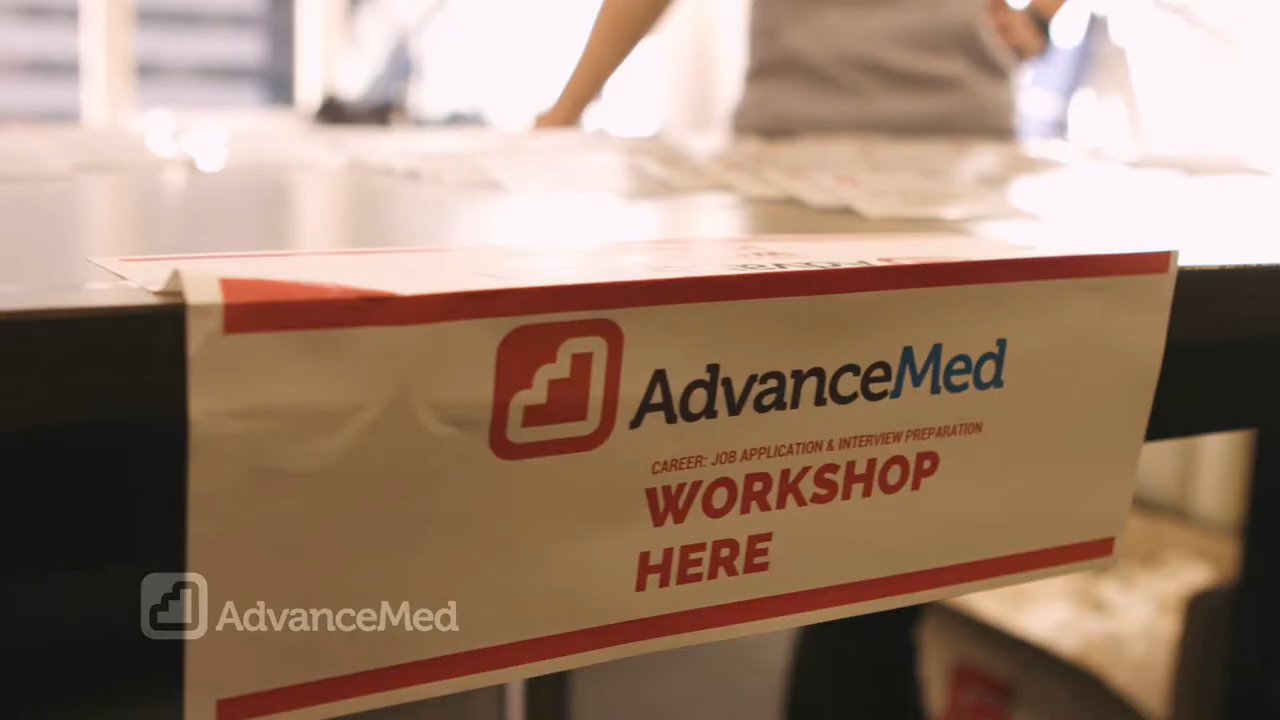 AdvanceMed
CAREER: JOB APPLICATION & INTERVIEW PREPARATION
WORKSHOP
HERE
AdvanceMed